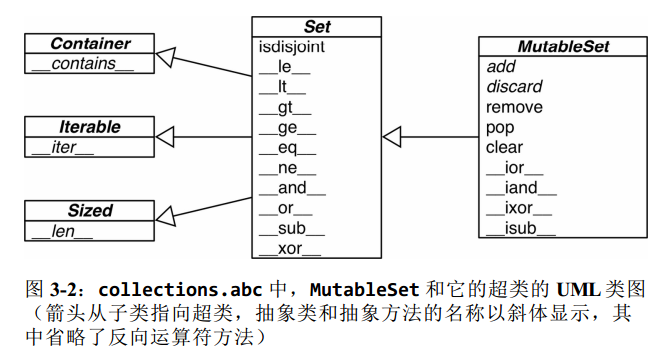 Container
__contains__
Iterable
__iter__
Sized
__len__
Set
isdisjoint
__le__
__lt__
__gt__
__ge__
__eq__
__ne__
__and__
__or__
__sub__
__xor__
MutableSet
add
discard
remove
pop
clear
__ior__
__iand__
__ixor__
__isub__
图 3-2：collections.abc 中，MutableSet 和它的超类的 UML 类图
（箭头从子类指向超类，抽象类和抽象方法的名称以斜体显示，其
中省略了反向运算符方法）